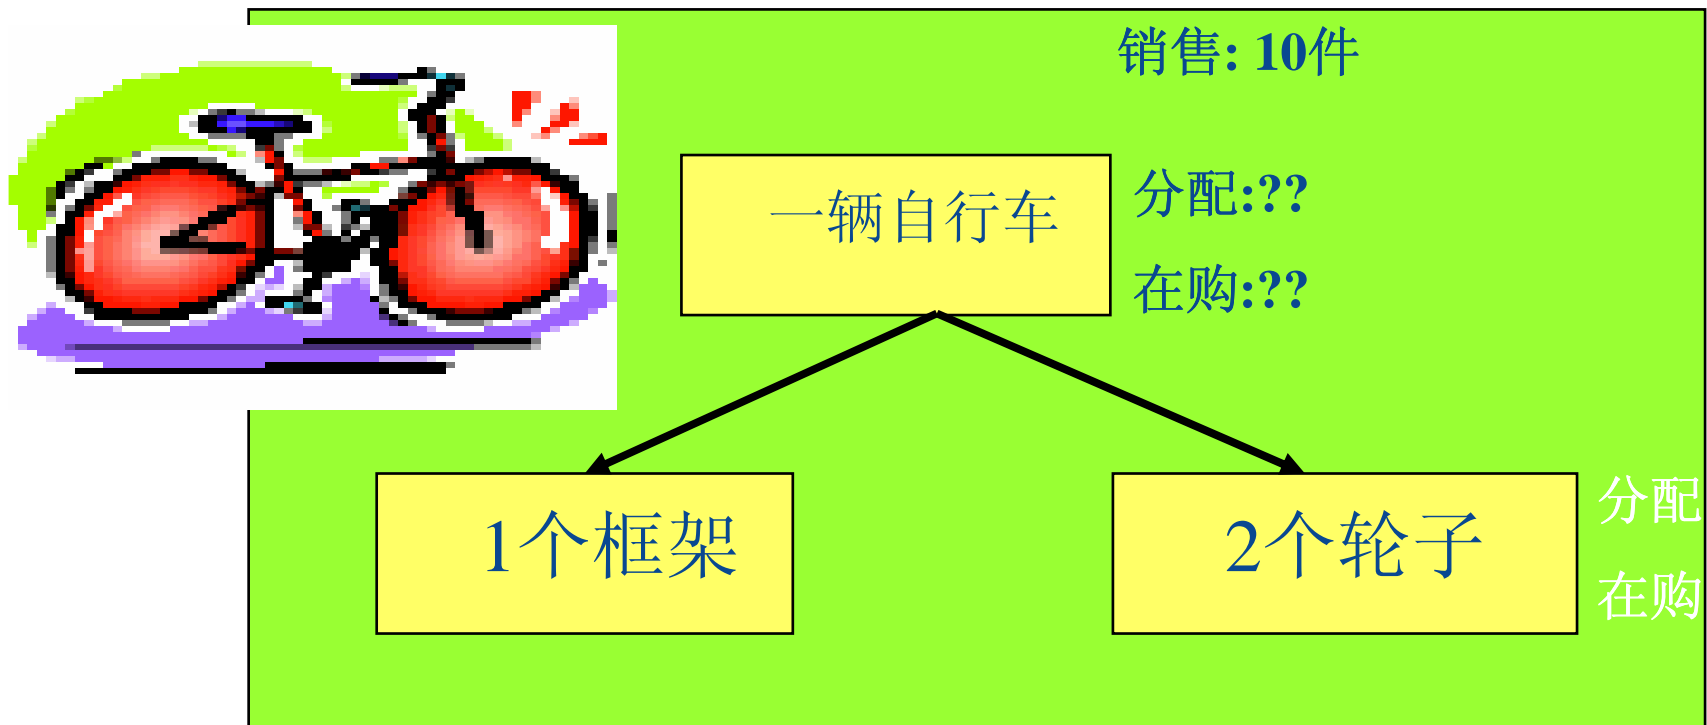 销售: 10件
一辆自行车
分配:??
在购:??
1个框架
2个轮子
分配
在购